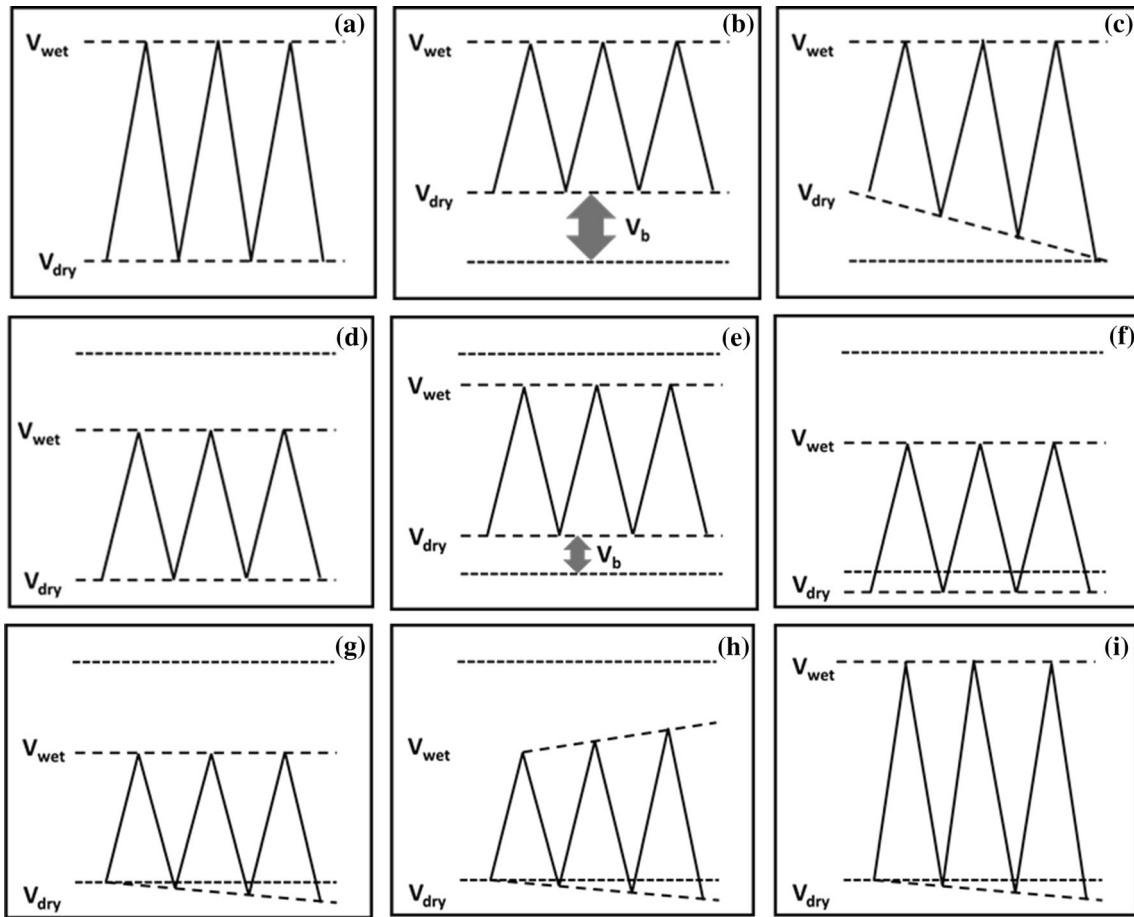 (a)
V_wet
V_dry
(b)
V_wet
V_dry
V_b
(c)
V_wet
V_dry
(d)
V_wet
V_dry
(e)
V_wet
V_dry
V_b
(f)
V_wet
V_dry
(g)
V_wet
V_dry
(h)
V_wet
V_dry
(i)
V_wet
V_dry